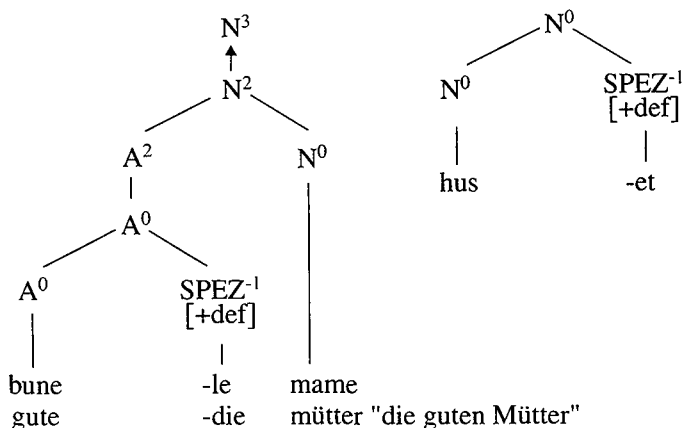 N³
N⁰
N²
N⁰ SPEZ⁻¹
[+def]
A² N⁰
hus -et
A⁰
A⁰ SPEZ⁻¹
[+def]
bune -le mame
gute -die mütter "die guten Mütter"